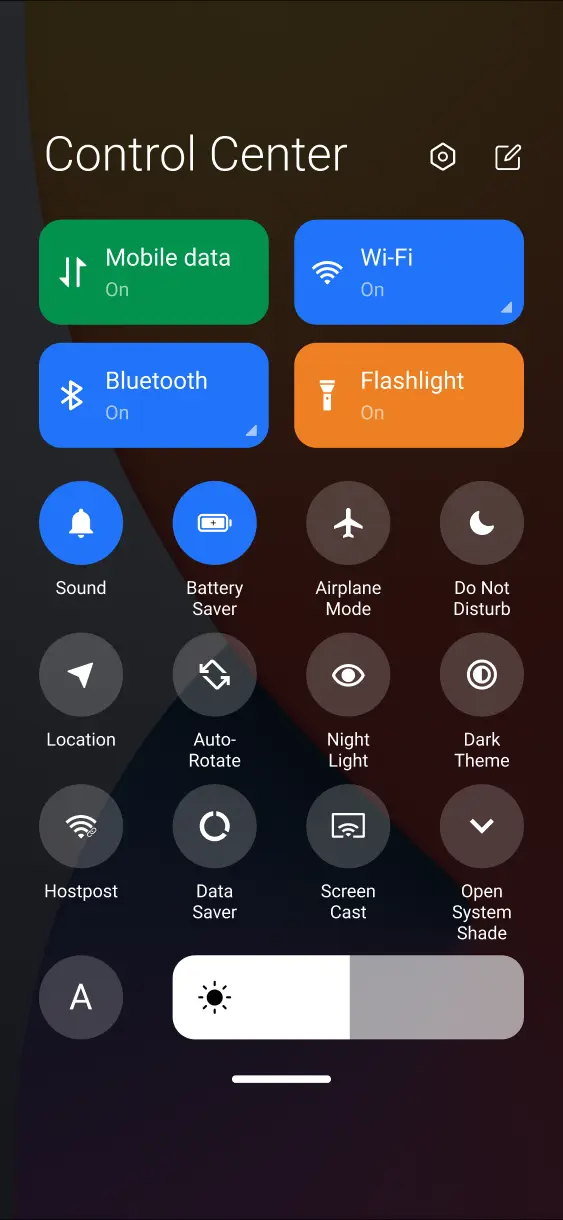 Control Center
Mobile data
On
Wi-Fi
On
Bluetooth
On
Flashlight
On
Sound
Battery
Saver
Airplane
Mode
Do Not
Disturb
Location
Auto-
Rotate
Night
Light
Dark
Theme
Hostpost
Data
Saver
Screen
Cast
Open
System
Shade
A